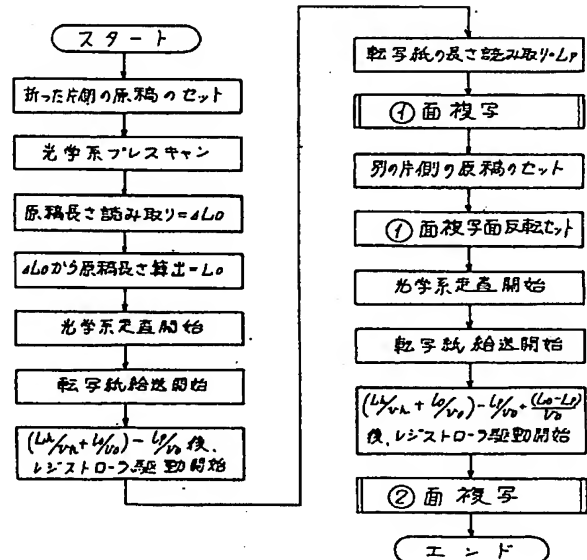 スタート
折った片側の原稿のセット
光学系プレスキャン
原稿長さ読み取り=ΔLo
ΔLoから原稿長さ算出=Lo
光学系走査開始
転写紙給送開始
(Lh/Vh + Lo/Vo) - Lp/Vo 後、
レジストローラ駆動開始
転写紙の長さ読み取り・Lp
①面複写
別の片側の原稿のセット
①面複写面反転セット
光学系走査開始
転写紙給送開始
(Lh/Vh + Lo/Vo) - Lp/Vo + (Lo-Lp)/Vo
後、レジストローラ駆動開始
②面複写
エンド